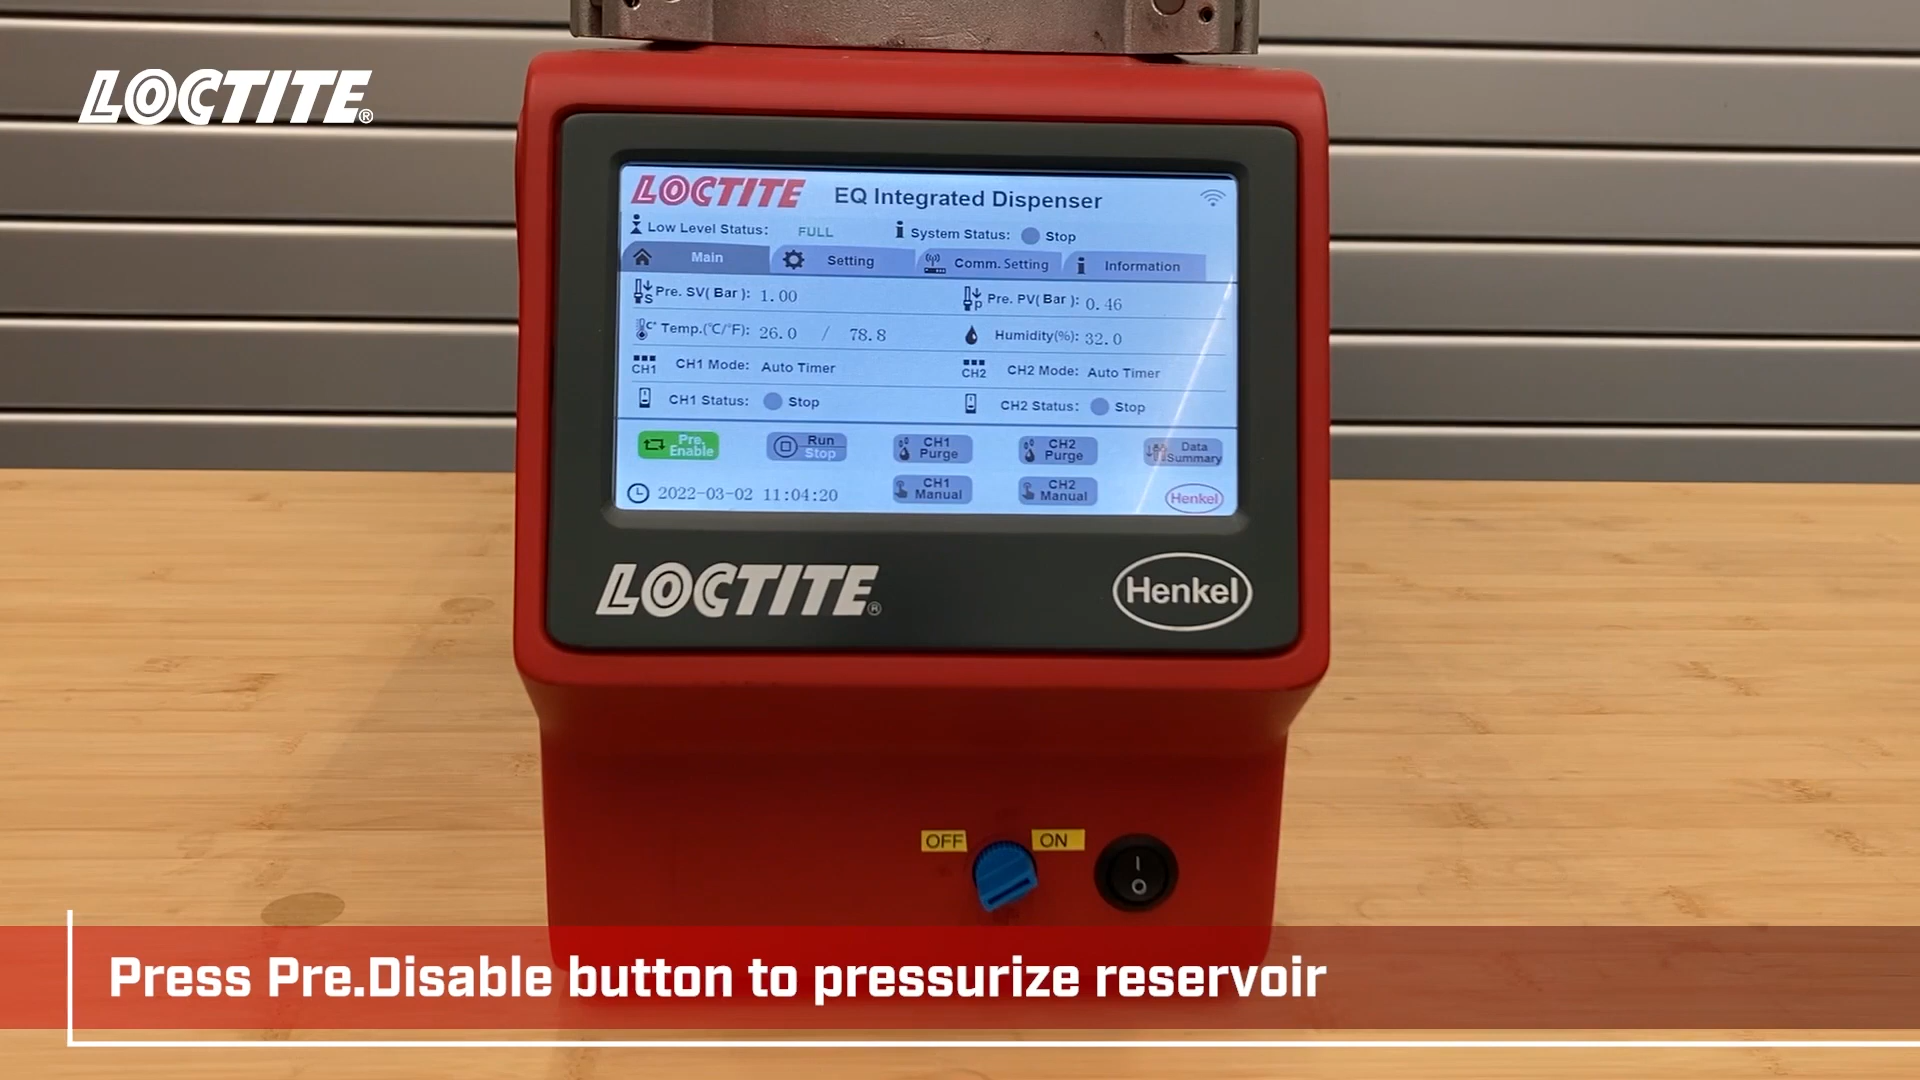 LOCTITE®
LOCTITE EQ Integrated Dispenser
Low Level Status: FULL System Status: Stop
Main Setting Comm. Setting Information
Pre. SV( Bar ): 1.00 Pre. PV( Bar ): 0.46
Temp.(℃/℉): 26.0 / 78.8 Humidity(%): 32.0
CH1 CH1 Mode: Auto Timer CH2 CH2 Mode: Auto Timer
CH1 Status: Stop CH2 Status: Stop
Pre. Enable Run Stop CH1 Purge CH2 Purge Data Summary
2022-03-02 11:04:20 CH1 Manual CH2 Manual Henkel
LOCTITE® Henkel
OFF ON
Press Pre.Disable button to pressurize reservoir